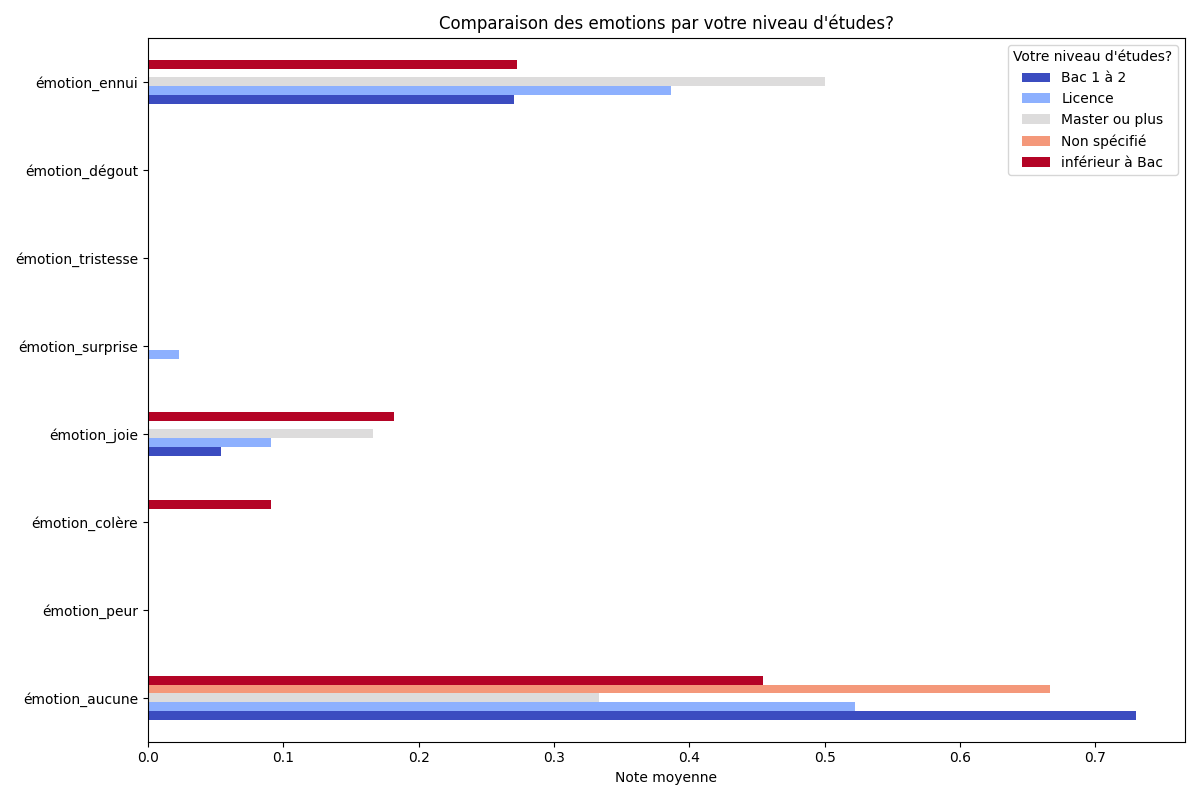 Comparaison des emotions par votre niveau d'études?
Votre niveau d'études?
Bac 1 à 2
Licence
Master ou plus
Non spécifié
inférieur à Bac
émotion_ennui
émotion_dégout
émotion_tristesse
émotion_surprise
émotion_joie
émotion_colère
émotion_peur
émotion_aucune
0.0 0.1 0.2 0.3 0.4 0.5 0.6 0.7
Note moyenne